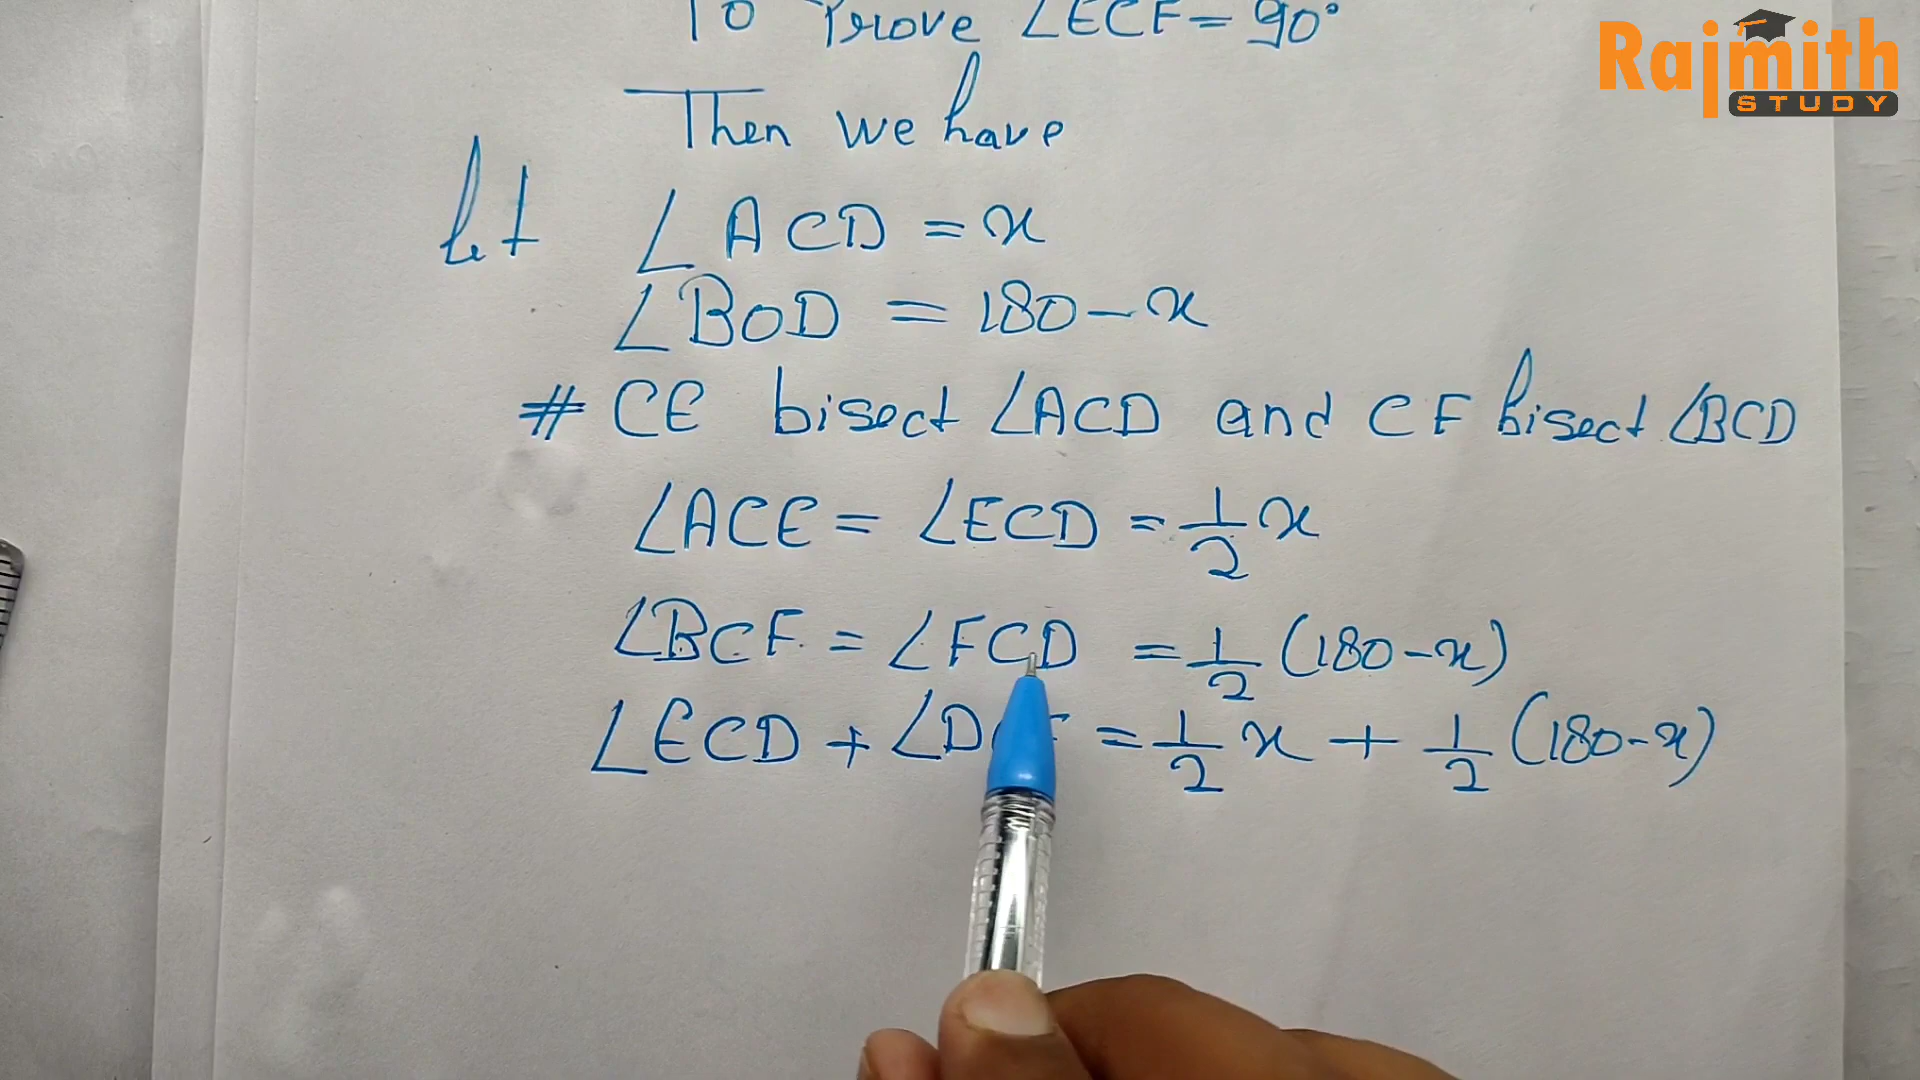 To Prove ∠ECF = 90°
Rajmith
STUDY
Then we have
let ∠ACD = x
∠BOD = 180 - x
# CE bisect ∠ACD and CF bisect ∠BCD
∠ACE = ∠ECD = 1/2 x
∠BCF = ∠FCD = 1/2 (180 - x)
∠ECD + ∠D = 1/2 x + 1/2 (180 - x)